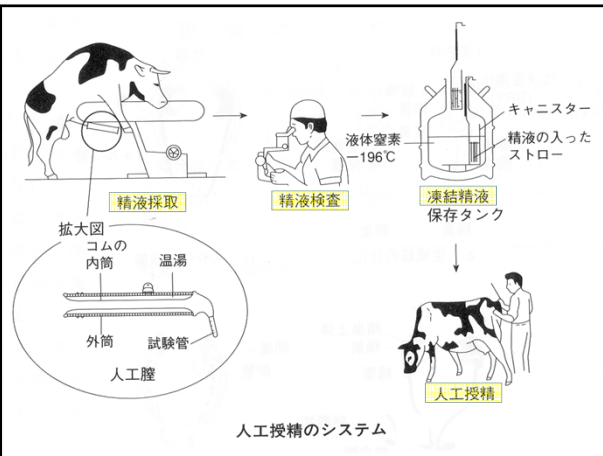 精液採取
精液検査
液体窒素
−196℃
キャニスター
精液の入った
ストロー
凍結精液
保存タンク
拡大図
コムの
内筒
温湯
外筒
試験管
人工膣
人工授精
人工授精のシステム